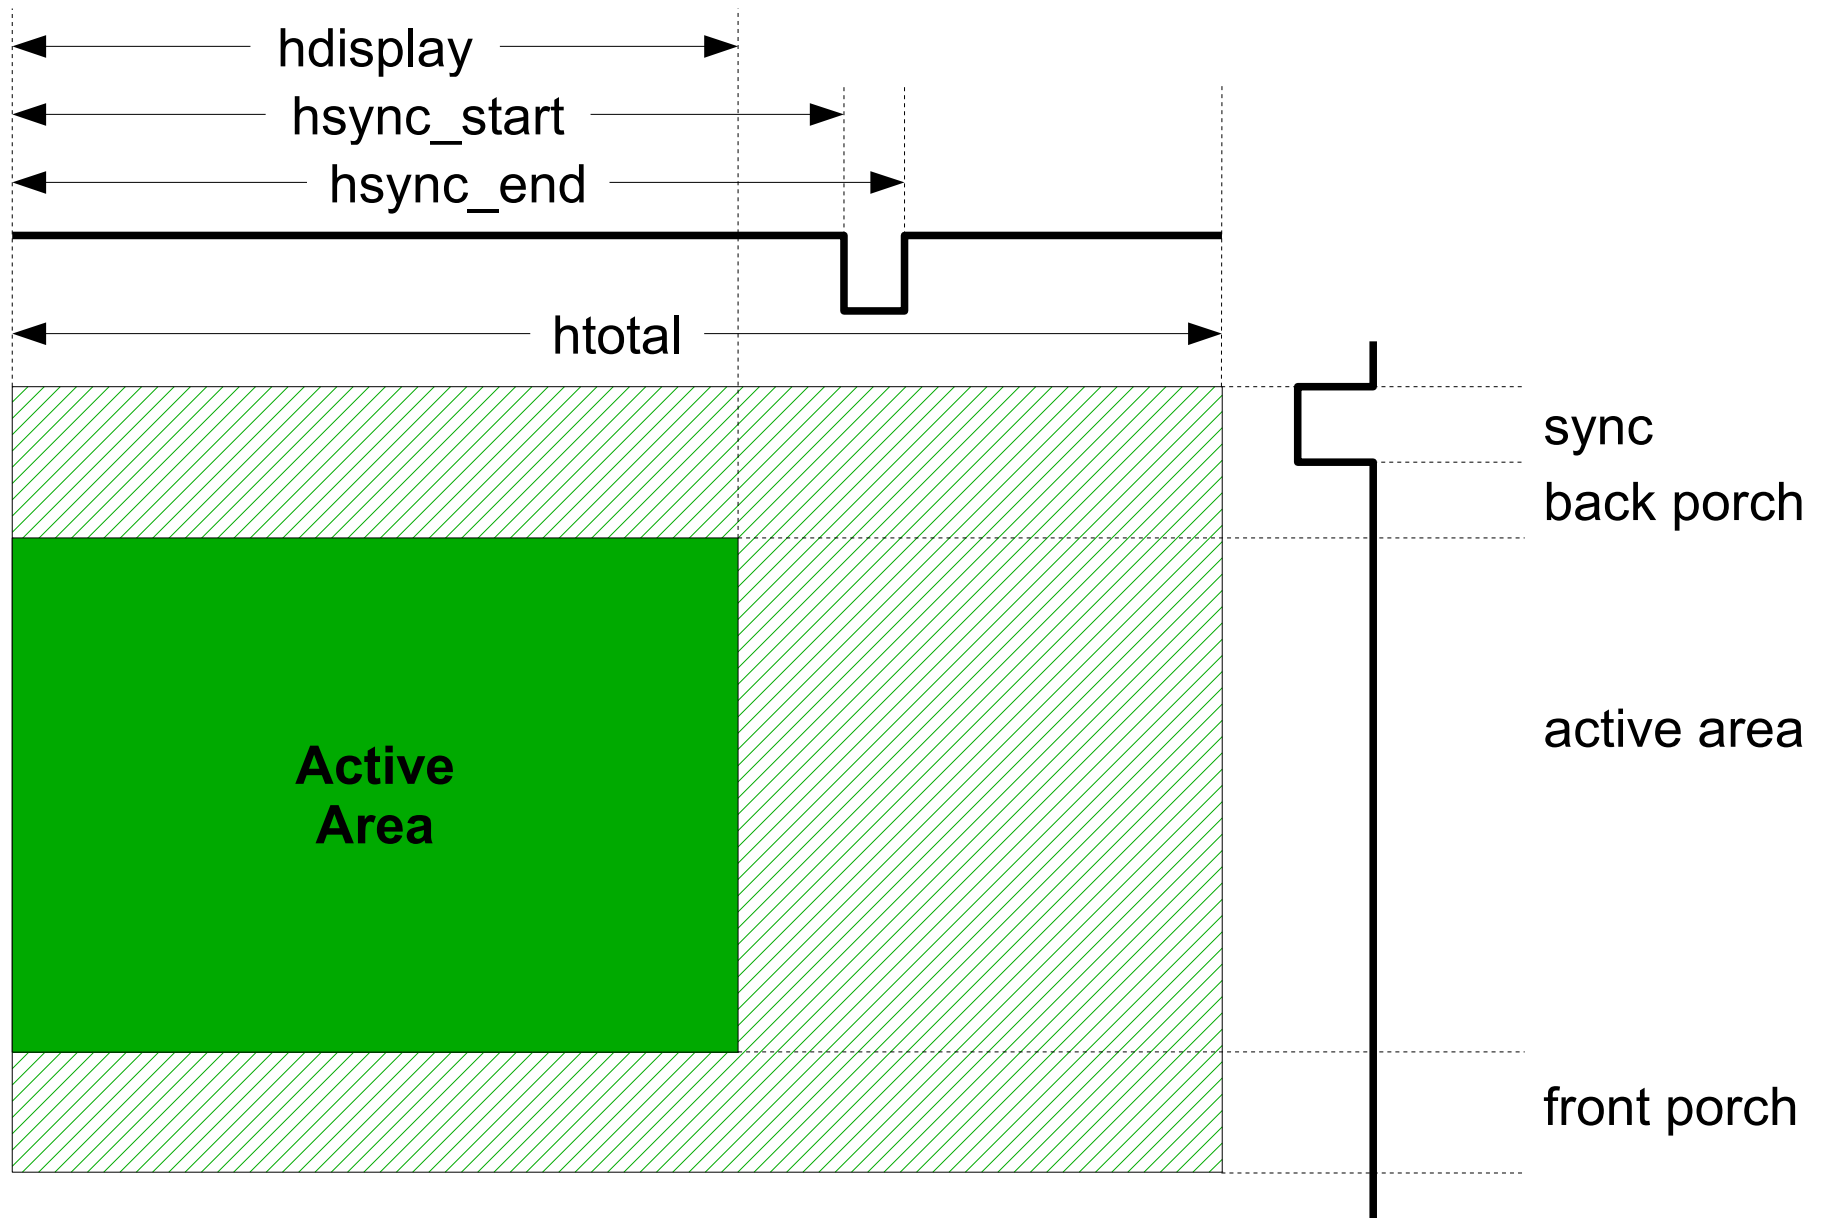 hdisplay
hsync_start
hsync_end
htotal
sync
back porch
active area
Active
Area
front porch